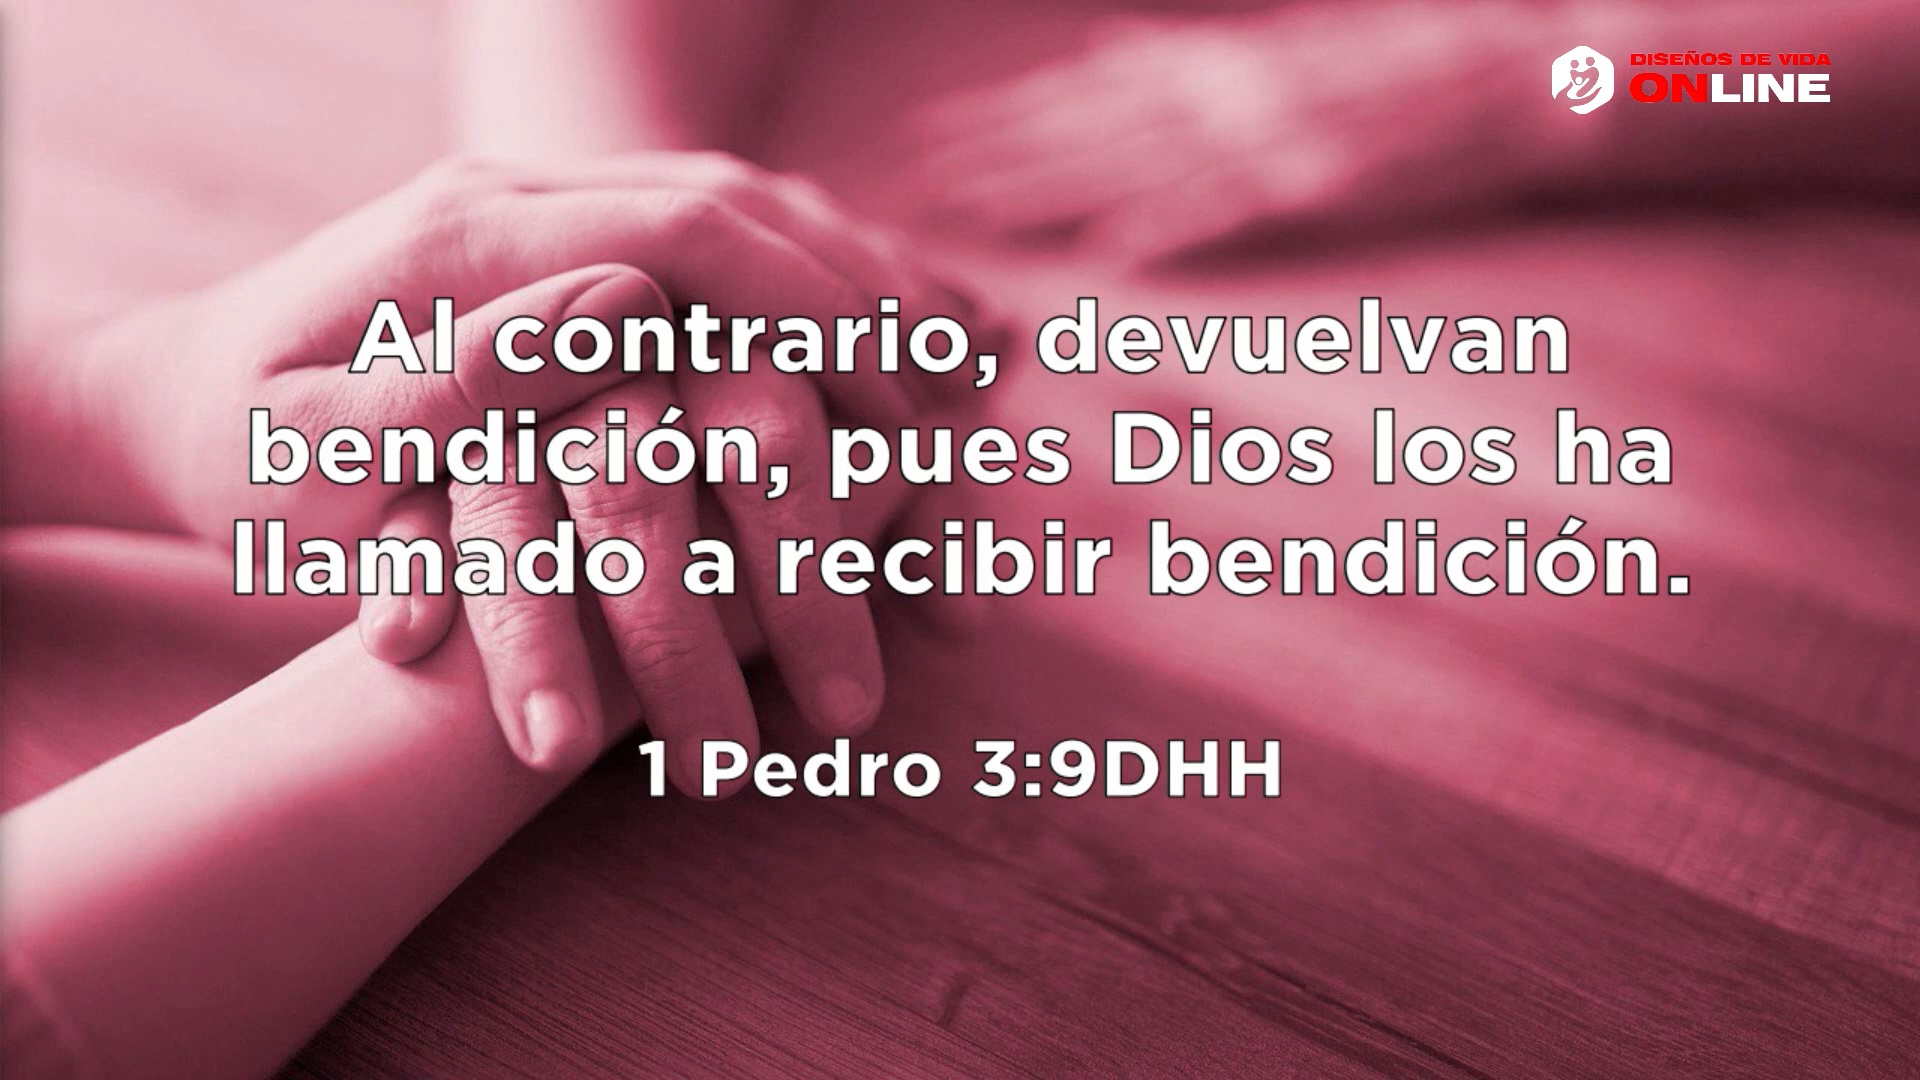 DISEÑOS DE VIDA
ONLINE
Al contrario, devuelvan
bendición, pues Dios los ha
llamado a recibir bendición.
1 Pedro 3:9DHH